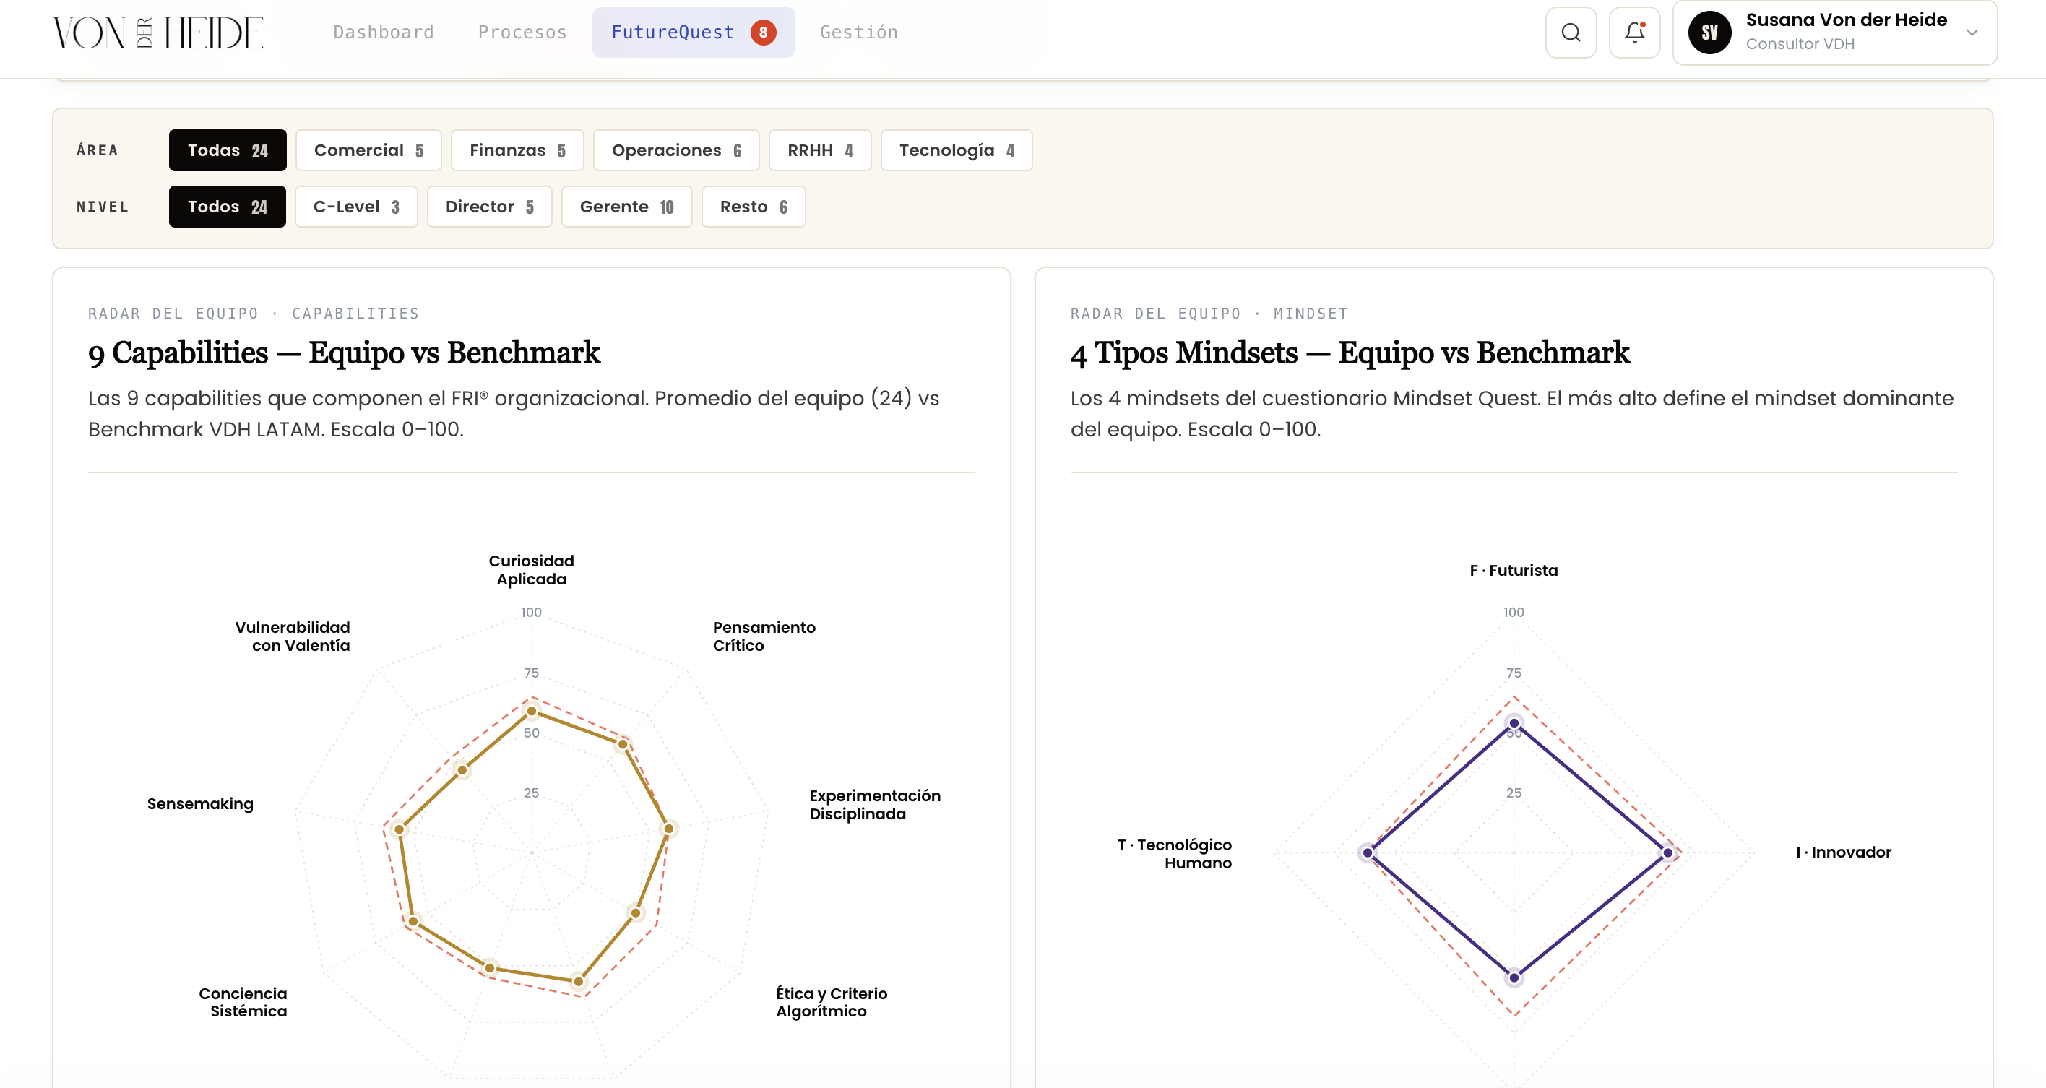 VON DER HEIDE
Dashboard
Procesos
FutureQuest 8
Gestión
SV
Susana Von der Heide
Consultor VDH
ÁREA
Todas 24
Comercial 5
Finanzas 5
Operaciones 6
RRHH 4
Tecnología 4
NIVEL
Todos 24
C-Level 3
Director 5
Gerente 10
Resto 6
RADAR DEL EQUIPO · CAPABILITIES
9 Capabilities — Equipo vs Benchmark
Las 9 capabilities que componen el FRI® organizacional. Promedio del equipo (24) vs
Benchmark VDH LATAM. Escala 0–100.
Curiosidad
Aplicada
100
75
50
25
Pensamiento
Crítico
Experimentación
Disciplinada
Ética y Criterio
Algorítmico
Conciencia
Sistémica
Sensemaking
Vulnerabilidad
con Valentía
RADAR DEL EQUIPO · MINDSET
4 Tipos Mindsets — Equipo vs Benchmark
Los 4 mindsets del cuestionario Mindset Quest. El más alto define el mindset dominante
del equipo. Escala 0–100.
F · Futurista
100
75
50
25
I · Innovador
T · Tecnológico
Humano